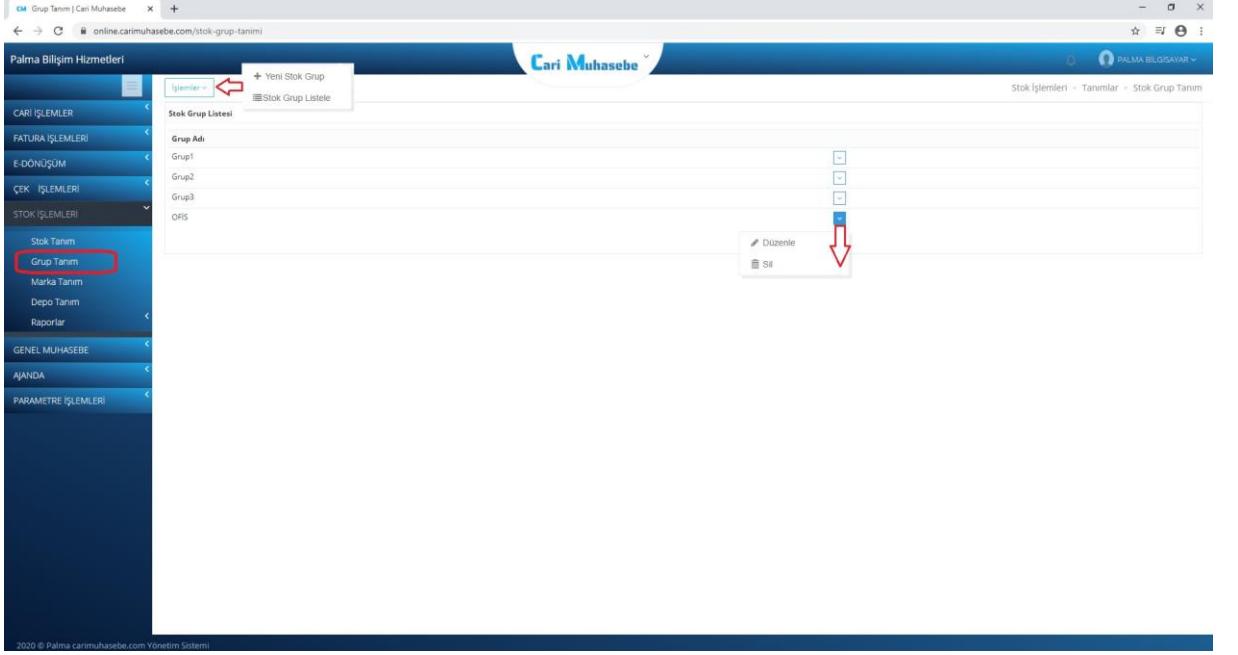 CM Grup Tanım | Cari Muhasebe
online.carimuhasebe.com/stok-grup-tanimi
Palma Bilişim Hizmetleri
Cari Muhasebe
PALMA BİLGİSAYAR
İşlemler
+ Yeni Stok Grup
Stok Grup Listele
Stok İşlemleri - Tanımlar - Stok Grup Tanım
CARİ İŞLEMLER
FATURA İŞLEMLERİ
E-DÖNÜŞÜM
ÇEK İŞLEMLERİ
STOK İŞLEMLERİ
Stok Tanım
Grup Tanım
Marka Tanım
Depo Tanım
Raporlar
GENEL MUHASEBE
AJANDA
PARAMETRE İŞLEMLERİ
Stok Grup Listesi
Grup Adı
Grup1
Grup2
Grup3
OFİS
Düzenle
Sil
2020 © Palma carimuhasebe.com Yönetim Sistemi